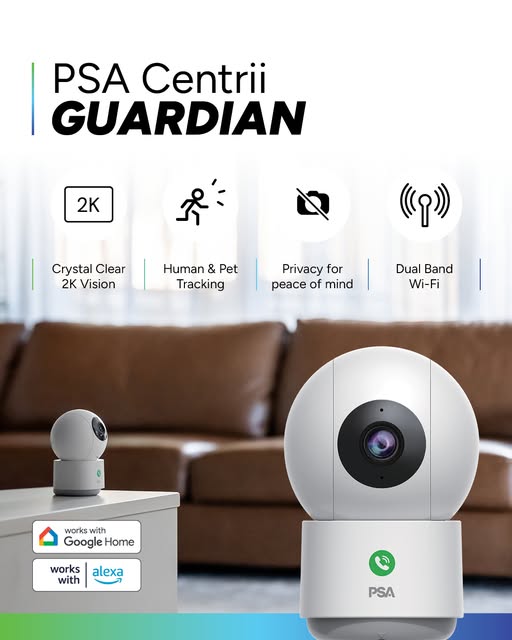 PSA Centrii
GUARDIAN
2K
Crystal Clear
2K Vision
Human & Pet
Tracking
Privacy for
peace of mind
Dual Band
Wi-Fi
works with
Google Home
works
with
alexa
PSA